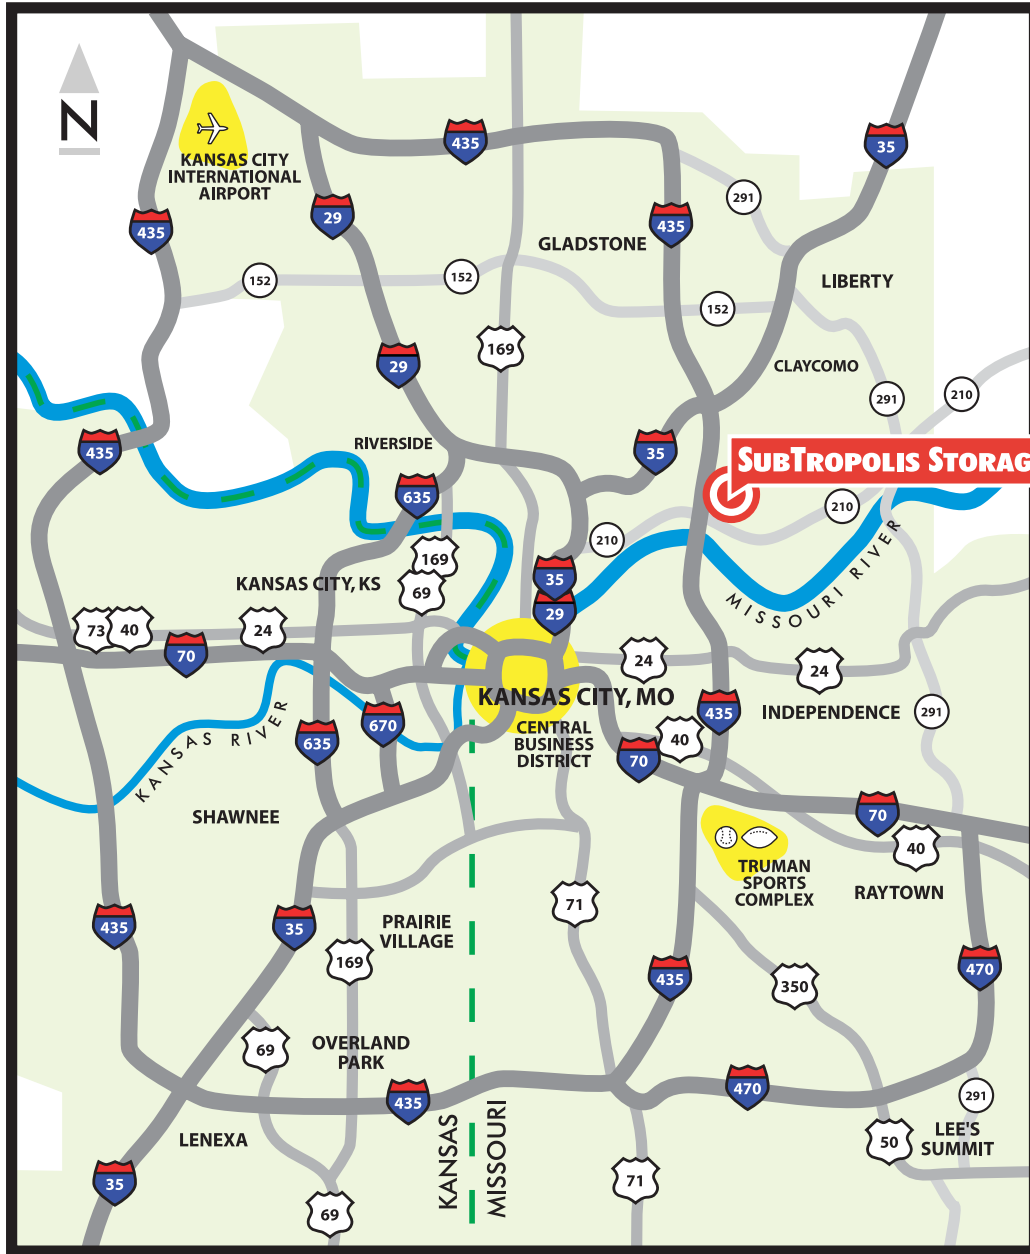 N
KANSAS CITY
INTERNATIONAL
AIRPORT
435
35
291
29
435
435
GLADSTONE
LIBERTY
152
152
152
169
29
CLAYCOMO
291
210
RIVERSIDE
435
35
SUBTROPOLIS STORAG
635
210
210
169
KANSAS CITY, KS
69
35
29
MISSOURI RIVER
73
40
24
70
24
24
KANSAS CITY, MO
INDEPENDENCE
291
435
KANSAS RIVER
635
670
CENTRAL
BUSINESS
DISTRICT
40
70
SHAWNEE
70
40
TRUMAN
SPORTS
COMPLEX
RAYTOWN
71
435
35
PRAIRIE
VILLAGE
169
435
350
470
69
OVERLAND
PARK
435
470
291
KANSAS
MISSOURI
LENEXA
50
LEE'S
SUMMIT
35
71
69